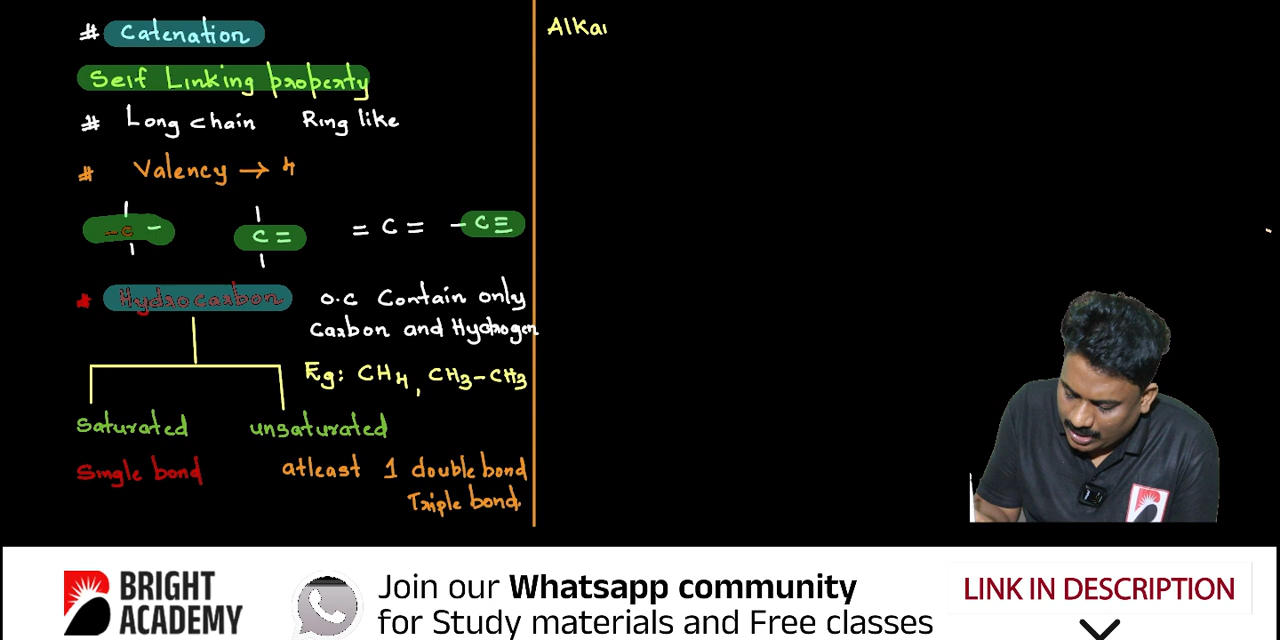 # Catenation
Self Linking property
# Long chain Ring like
# Valency → 4
-C- C= =C= -C≡
* Hydrocarbon O.C Contain only
Carbon and Hydrogen
Eg: CH4, CH3-CH3
Saturated unsaturated
Single bond atleast 1 double bond
Triple bond.
Alkan
BRIGHT
ACADEMY
Join our Whatsapp community
for Study materials and Free classes
LINK IN DESCRIPTION